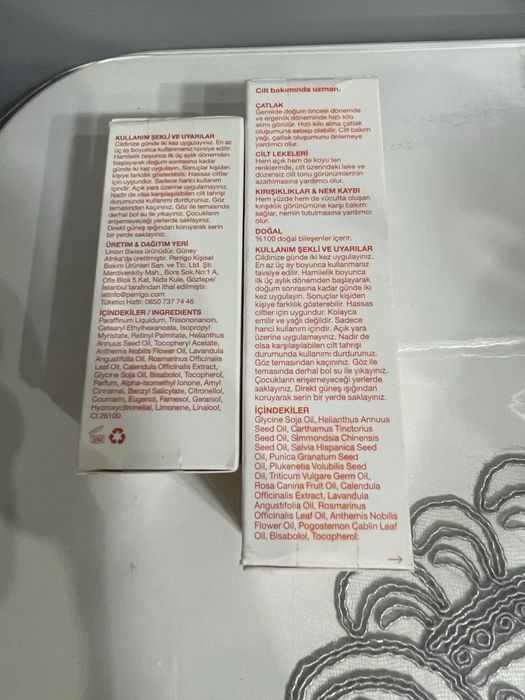 KULLANIM ŞEKLİ VE UYARILAR
Cildinize günde iki kez uygulayınız. En az
üç ay boyunca kullanmanız tavsiye edilir.
Hamilelik boyunca ilk üç aylık dönemden
başlayarak doğum sonrasına kadar
günde iki kez uygulayın. Sonuçlar kişiden
kişiye farklılık gösterebilir. Hassas ciltler
için uygundur. Sadece harici kullanım
içindir. Açık yara üzerine uygulamayınız.
Nadir de olsa karşılaşılabilen cilt tahrişi
durumunda kullanımı durdurunuz. Göz
temasından kaçınınız. Göz ile temasında
derhal bol su ile yıkayınız. Çocukların
erişemeyeceği yerlerde saklayınız.
Direkt güneş ışığından koruyarak serin
bir yerde saklayınız.
ÜRETİM & DAĞITIM YERİ
Union Swiss ürünüdür. Güney
Afrika'da üretilmiştir. Perrigo Kişisel
Bakım Ürünleri San. ve Tic. Ltd. Şti.
Merdivenköy Mah., Bora Sok.No:1 A,
Ofis Blok 5.Kat, Nida Kule, Göztepe/
İstanbul tarafından ithal edilmiştir.
istinfo@perrigo.com
Tüketici Hattı: 0850 737 74 46
İÇİNDEKİLER / INGREDIENTS
Paraffinum Liquidum, Triisononanoin,
Cetearyl Ethylhexanoate, Isopropyl
Myristate, Retinyl Palmitate, Helianthus
Annuus Seed Oil, Tocopheryl Acetate,
Anthemis Nobilis Flower Oil, Lavandula
Angustifolia Oil, Rosmarinus Officinalis
Leaf Oil, Calendula Officinalis Extract,
Glycine Soja Oil, Bisabolol, Tocopherol,
Parfum, Alpha-Isomethyl Ionone, Amyl
Cinnamal, Benzyl Salicylate, Citronellol,
Coumarin, Eugenol, Farnesol, Geraniol,
Hydroxycitronellal, Limonene, Linalool,
CI 26100.
Cilt bakımında uzman.
ÇATLAK
Genelde doğum öncesi dönemde
ve ergenlik döneminde hızlı kilo
alımı görülür. Hızlı kilo alma çatlak
oluşumuna sebep olabilir. Cilt bakım
yağı, çatlak oluşumunu önlemeye
yardımcı olur.
CİLT LEKELERİ
Hem açık hem de koyu ten
renklerinde, cilt üzerindeki leke ve
düzensiz cilt tonu görünümlerinin
azaltılmasına yardımcı olur.
KIRIŞIKLIKLAR & NEM KAYBI
Hem yüzde hem de vücutta oluşan
kırışıklık görünümüne karşı bakım
sağlar, nemin tutulmasına yardımcı
olur.
DOĞAL
%100 doğal bileşenler içerir.
KULLANIM ŞEKLİ VE UYARILAR
Cildinize günde iki kez uygulayınız.
En az üç ay boyunca kullanmanız
tavsiye edilir. Hamilelik boyunca
ilk üç aylık dönemden başlayarak
doğum sonrasına kadar günde iki
kez uygulayın. Sonuçlar kişiden
kişiye farklılık gösterebilir. Hassas
ciltler için uygundur. Kolayca
emilir ve yağlı değildir. Sadece
harici kullanım içindir. Açık yara
üzerine uygulamayınız. Nadir de
olsa karşılaşılabilen cilt tahrişi
durumunda kullanımı durdurunuz.
Göz temasından kaçınınız. Göz ile
temasında derhal bol su ile yıkayınız.
Çocukların erişemeyeceği yerlerde
saklayınız. Direkt güneş ışığından
koruyarak serin bir yerde saklayınız.
İÇİNDEKİLER
Glycine Soja Oil, Helianthus Annuus
Seed Oil, Carthamus Tinctorius
Seed Oil, Simmondsia Chinensis
Seed Oil, Salvia Hispanica Seed
Oil, Punica Granatum Seed
Oil, Plukenetia Volubilis Seed
Oil, Triticum Vulgare Germ Oil,
Rosa Canina Fruit Oil, Calendula
Officinalis Extract, Lavandula
Angustifolia Oil, Rosmarinus
Officinalis Leaf Oil, Anthemis Nobilis
Flower Oil, Pogostemon Cablin Leaf
Oil, Bisabolol, Tocopherol.